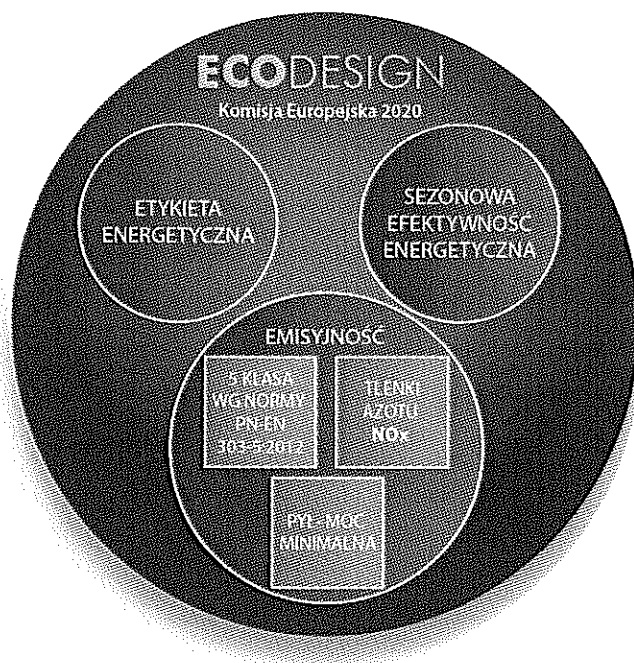 ECODESIGN
Komisja Europejska 2020
ETYKIETA
ENERGETYCZNA
SEZONOWA
EFEKTYWNOŚĆ
ENERGETYCZNA
EMISYJNOŚĆ
5 KLASA
WG NORMY
PN-EN
303-5:2012
TLENKI
AZOTU
NOx
PYŁ - MOC
MINIMALNA